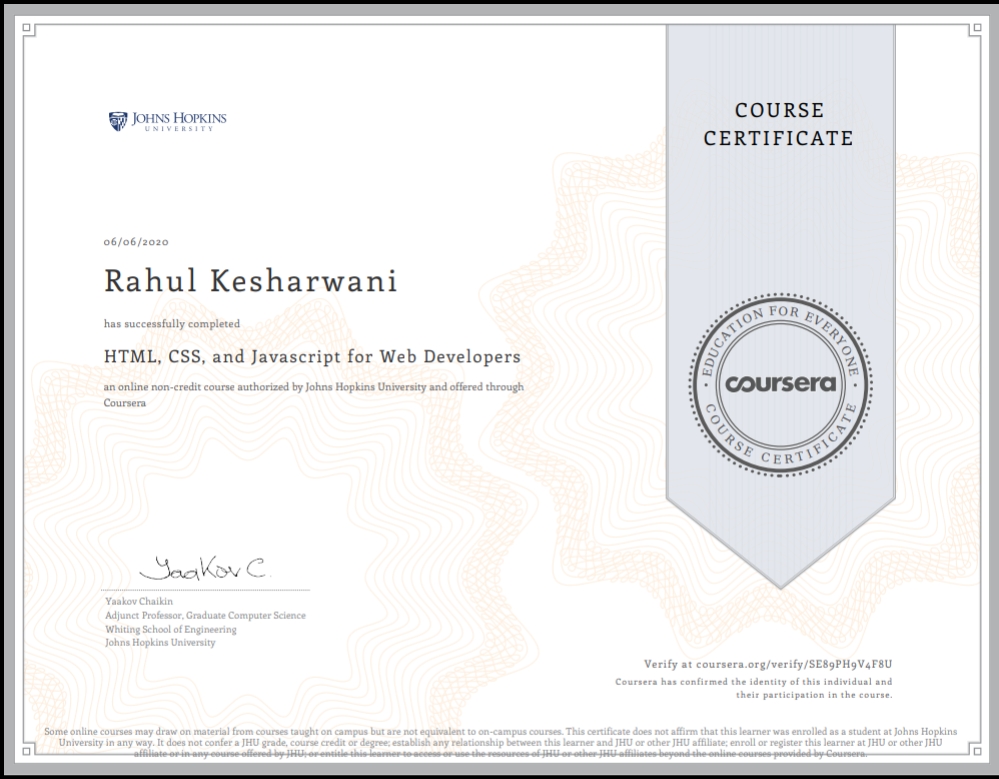 JOHNS HOPKINS
UNIVERSITY
COURSE
CERTIFICATE
06/06/2020
Rahul Kesharwani
has successfully completed
HTML, CSS, and Javascript for Web Developers
an online non-credit course authorized by Johns Hopkins University and offered through
Coursera
EDUCATION FOR EVERYONE
coursera
COURSE CERTIFICATE
Yaakov C.
Yaakov Chaikin
Adjunct Professor, Graduate Computer Science
Whiting School of Engineering
Johns Hopkins University
Verify at coursera.org/verify/SE89PH9V4F8U
Coursera has confirmed the identity of this individual and
their participation in the course.
Some online courses may draw on material from courses taught on campus but are not equivalent to on-campus courses. This certificate does not affirm that this learner was enrolled as a student at Johns Hopkins
University in any way. It does not confer a JHU grade, course credit or degree; establish any relationship between this learner and JHU or other JHU affiliate; enroll or register this learner at JHU or other JHU
affiliate or in any course offered by JHU; or entitle this learner to access or use the resources of JHU or other JHU affiliates beyond the online courses provided by Coursera.